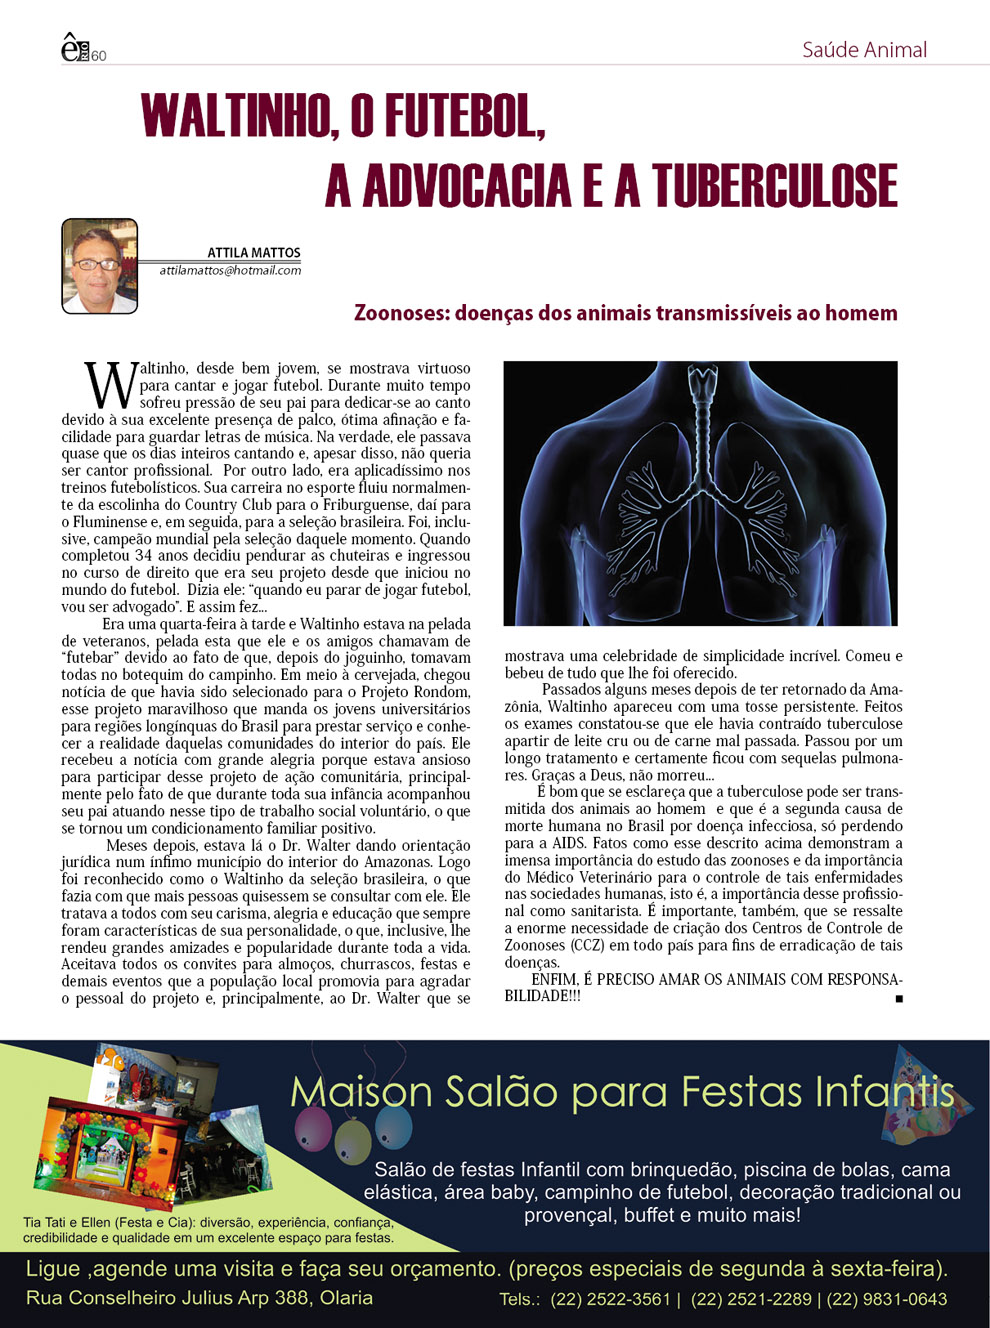 ê RIO 60
Saúde Animal
WALTINHO, O FUTEBOL,
A ADVOCACIA E A TUBERCULOSE
ATTILA MATTOS
attilamattos@hotmail.com
Zoonoses: doenças dos animais transmissíveis ao homem
Waltinho, desde bem jovem, se mostrava virtuoso
para cantar e jogar futebol. Durante muito tempo
sofreu pressão de seu pai para dedicar-se ao canto
devido à sua excelente presença de palco, ótima afinação e fa-
cilidade para guardar letras de música. Na verdade, ele passava
quase que os dias inteiros cantando e, apesar disso, não queria
ser cantor profissional. Por outro lado, era aplicadíssimo nos
treinos futebolísticos. Sua carreira no esporte fluiu normalmen-
te da escolinha do Country Club para o Friburguense, daí para
o Fluminense e, em seguida, para a seleção brasileira. Foi, inclu-
sive, campeão mundial pela seleção daquele momento. Quando
completou 34 anos decidiu pendurar as chuteiras e ingressou
no curso de direito que era seu projeto desde que iniciou no
mundo do futebol. Dizia ele: “quando eu parar de jogar futebol,
vou ser advogado”. E assim fez...
Era uma quarta-feira à tarde e Waltinho estava na pelada
de veteranos, pelada esta que ele e os amigos chamavam de
“futebar” devido ao fato de que, depois do joguinho, tomavam
todas no botequim do campinho. Em meio à cervejada, chegou
notícia de que havia sido selecionado para o Projeto Rondom,
esse projeto maravilhoso que manda os jovens universitários
para regiões longínquas do Brasil para prestar serviço e conhe-
cer a realidade daquelas comunidades do interior do país. Ele
recebeu a notícia com grande alegria porque estava ansioso
para participar desse projeto de ação comunitária, principal-
mente pelo fato de que durante toda sua infância acompanhou
seu pai atuando nesse tipo de trabalho social voluntário, o que
se tornou um condicionamento familiar positivo.
Meses depois, estava lá o Dr. Walter dando orientação
jurídica num ínfimo município do interior do Amazonas. Logo
foi reconhecido como o Waltinho da seleção brasileira, o que
fazia com que mais pessoas quisessem se consultar com ele. Ele
tratava a todos com seu carisma, alegria e educação que sempre
foram características de sua personalidade, o que, inclusive, lhe
rendeu grandes amizades e popularidade durante toda a vida.
Aceitava todos os convites para almoços, churrascos, festas e
demais eventos que a população local promovia para agradar
o pessoal do projeto e, principalmente, ao Dr. Walter que se
mostrava uma celebridade de simplicidade incrível. Comeu e
bebeu de tudo que lhe foi oferecido.
Passados alguns meses depois de ter retornado da Ama-
zônia, Waltinho apareceu com uma tosse persistente. Feitos
os exames constatou-se que ele havia contraído tuberculose
apartir de leite cru ou de carne mal passada. Passou por um
longo tratamento e certamente ficou com sequelas pulmona-
res. Graças a Deus, não morreu...
É bom que se esclareça que a tuberculose pode ser trans-
mitida dos animais ao homem e que é a segunda causa de
morte humana no Brasil por doença infecciosa, só perdendo
para a AIDS. Fatos como esse descrito acima demonstram a
imensa importância do estudo das zoonoses e da importância
do Médico Veterinário para o controle de tais enfermidades
nas sociedades humanas, isto é, a importância desse profissio-
nal como sanitarista. É importante, também, que se ressalte
a enorme necessidade de criação dos Centros de Controle de
Zoonoses (CCZ) em todo país para fins de erradicação de tais
doenças.
ENFIM, É PRECISO AMAR OS ANIMAIS COM RESPONSA-
BILIDADE!!!
Maison Salão para Festas Infantis
Salão de festas Infantil com brinquedão, piscina de bolas, cama
elástica, área baby, campinho de futebol, decoração tradicional ou
provençal, buffet e muito mais!
Tia Tati e Ellen (Festa e Cia): diversão, experiência, confiança,
credibilidade e qualidade em um excelente espaço para festas.
Ligue ,agende uma visita e faça seu orçamento. (preços especiais de segunda à sexta-feira).
Rua Conselheiro Julius Arp 388, Olaria
Tels.: (22) 2522-3561 | (22) 2521-2289 | (22) 9831-0643